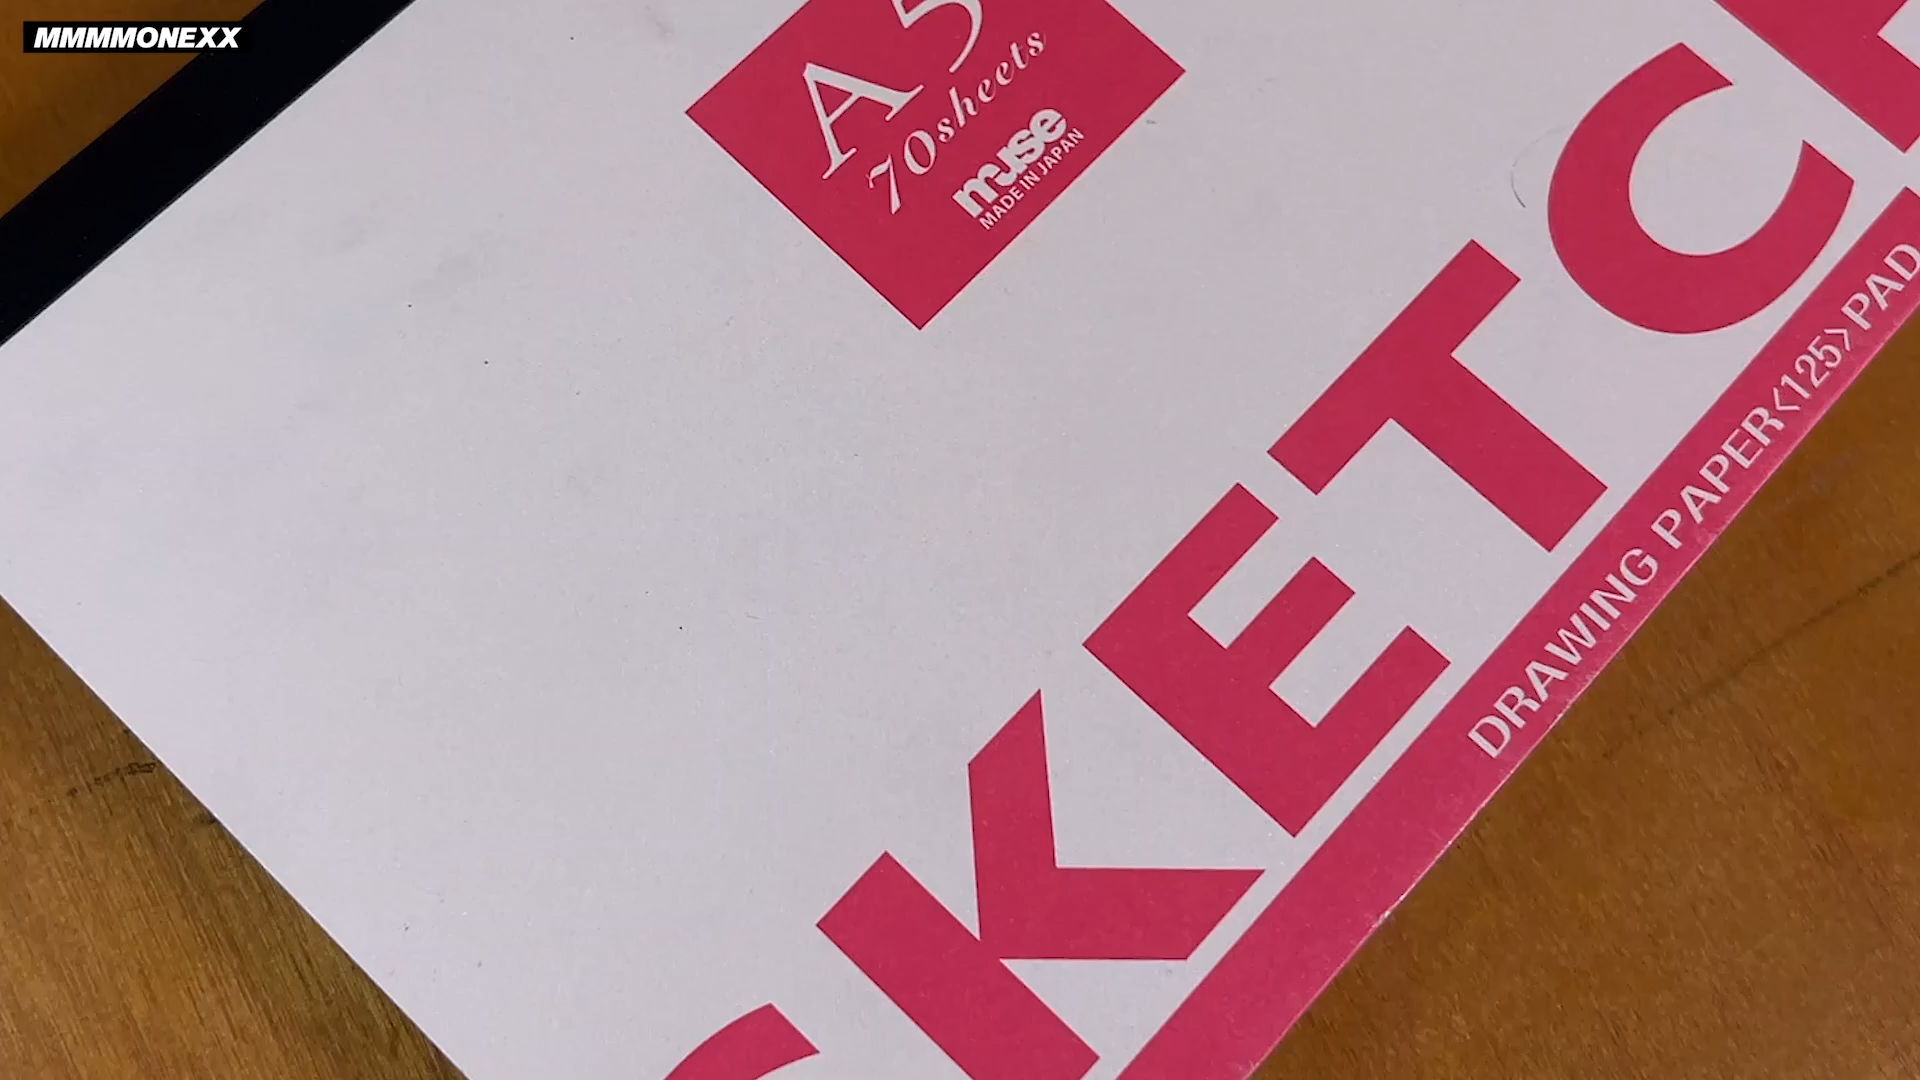 MMMMONEXX
A5
70sheets
muse
MADE IN JAPAN
SKETCH
DRAWING PAPER<125>PAD